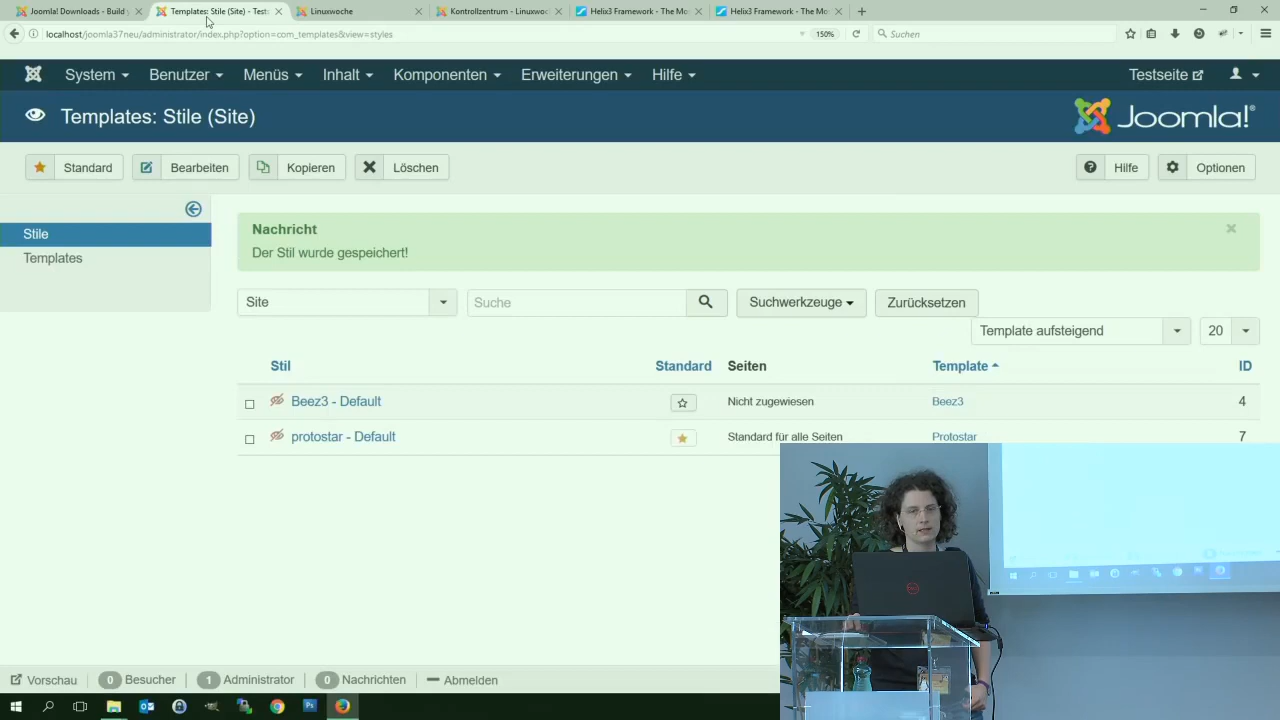 Joomla! Downloads - Build
Templates: Stile (Site) - Test
Linuxwoche
Kontrollzentrum - Linuxwo
Helix3 Framework - The Mo
Helix3 Framework - The Mo
localhost/joomla37neu/administrator/index.php?option=com_templates&view=styles
150%
Suchen
System
Benutzer
Menüs
Inhalt
Komponenten
Erweiterungen
Hilfe
Testseite
Templates: Stile (Site)
Joomla!®
Standard
Bearbeiten
Kopieren
Löschen
Hilfe
Optionen
Stile
Templates
Nachricht
Der Stil wurde gespeichert!
Site
Suche
Suchwerkzeuge
Zurücksetzen
Template aufsteigend
20
Stil Standard Seiten Template ID
Beez3 - Default Nicht zugewiesen Beez3 4
protostar - Default Standard für alle Seiten Protostar 7
Vorschau 0 Besucher 1 Administrator 0 Nachrichten Abmelden